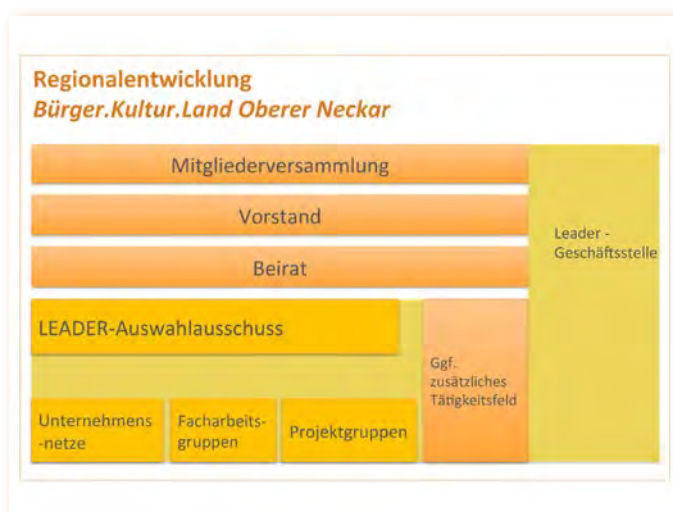 Regionalentwicklung
Bürger.Kultur.Land Oberer Neckar
Mitgliederversammlung
Vorstand
Beirat
Leader -
Geschäftsstelle
LEADER-Auswahlausschuss
Ggf.
zusätzliches
Tätigkeitsfeld
Unternehmens
-netze
Facharbeits-
gruppen
Projektgruppen